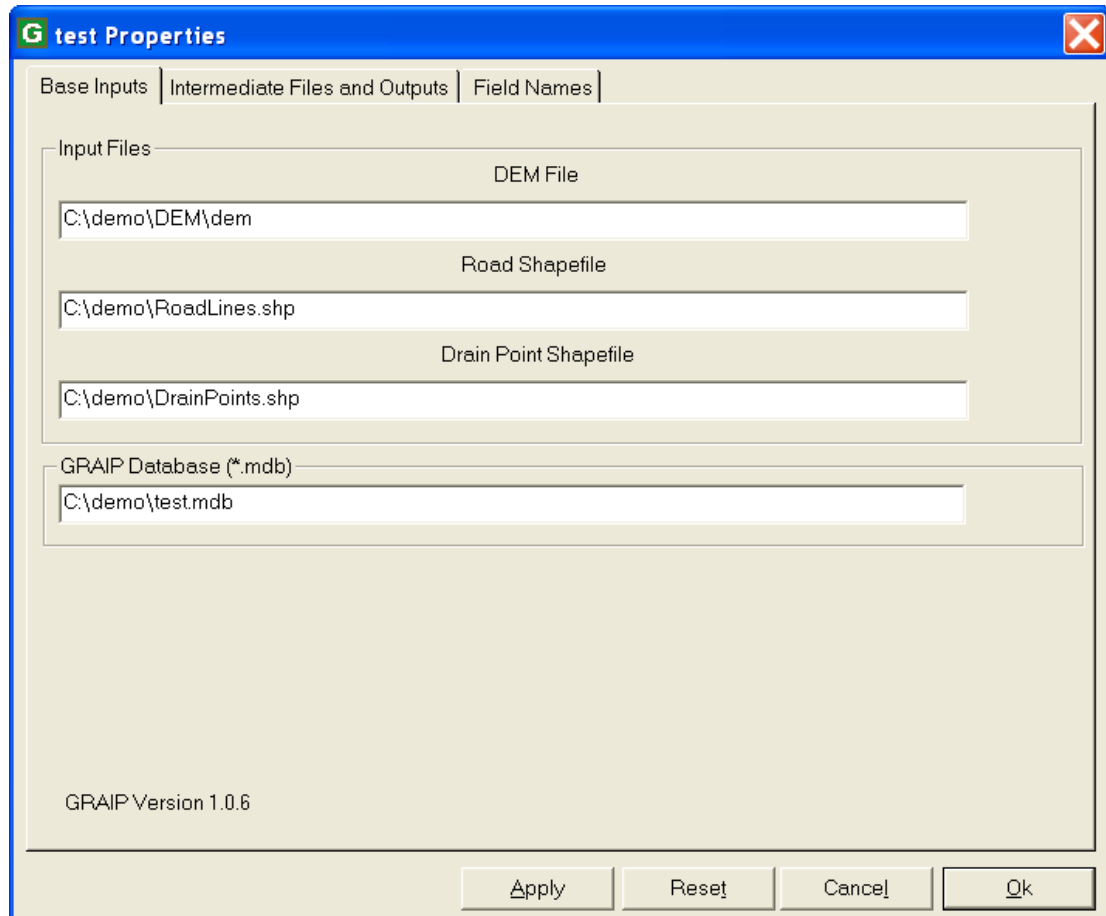 G test Properties
Base Inputs Intermediate Files and Outputs Field Names
Input Files
DEM File
C:\demo\DEM\dem
Road Shapefile
C:\demo\RoadLines.shp
Drain Point Shapefile
C:\demo\DrainPoints.shp
GRAIP Database (*.mdb)
C:\demo\test.mdb
GRAIP Version 1.0.6
Apply Reset Cancel Ok